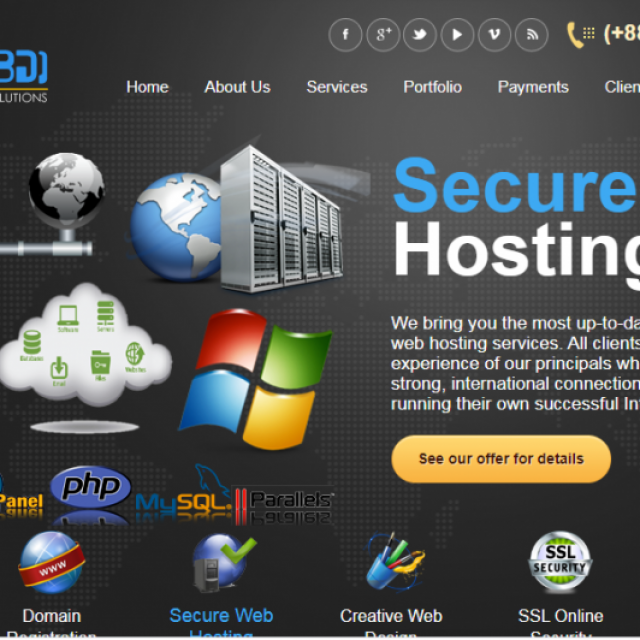 (+88
BDI
LUTIONS
Home About Us Services Portfolio Payments Clien
Secure
Hosting
We bring you the most up-to-da
web hosting services. All clients
experience of our principals wh
strong, international connection
running their own successful Int
See our offer for details
Software
Servers
Databases
Email
Files
Websites
Panel php MySQL Parallels
www
SSL
SECURITY
Domain
Registration
Secure Web
Hosting
Creative Web
Design
SSL Online
Security